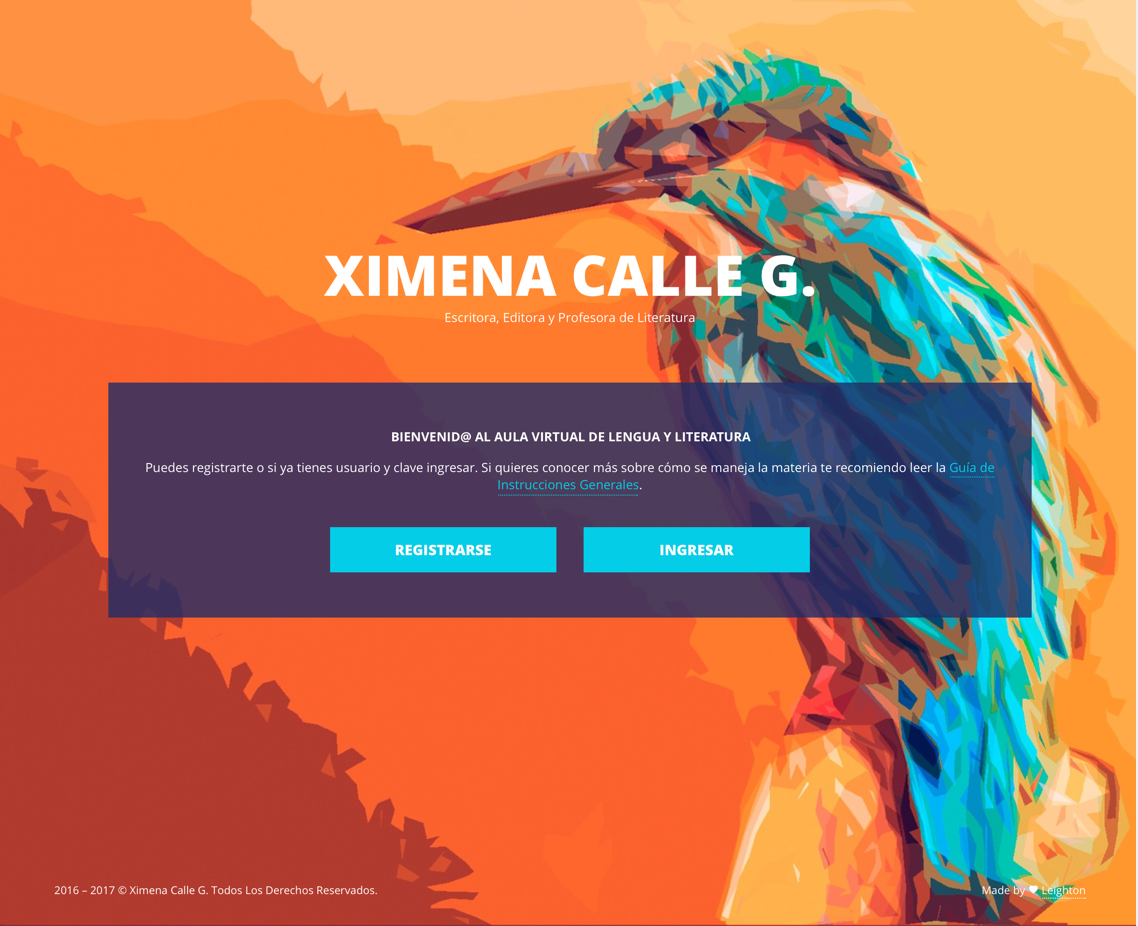 XIMENA CALLE G.
Escritora, Editora y Profesora de Literatura
BIENVENID@ AL AULA VIRTUAL DE LENGUA Y LITERATURA
Puedes registrarte o si ya tienes usuario y clave ingresar. Si quieres conocer más sobre cómo se maneja la materia te recomiendo leer la Guía de
Instrucciones Generales.
REGISTRARSE
INGRESAR
2016 – 2017 © Ximena Calle G. Todos Los Derechos Reservados.
Made by ♥ Leighton